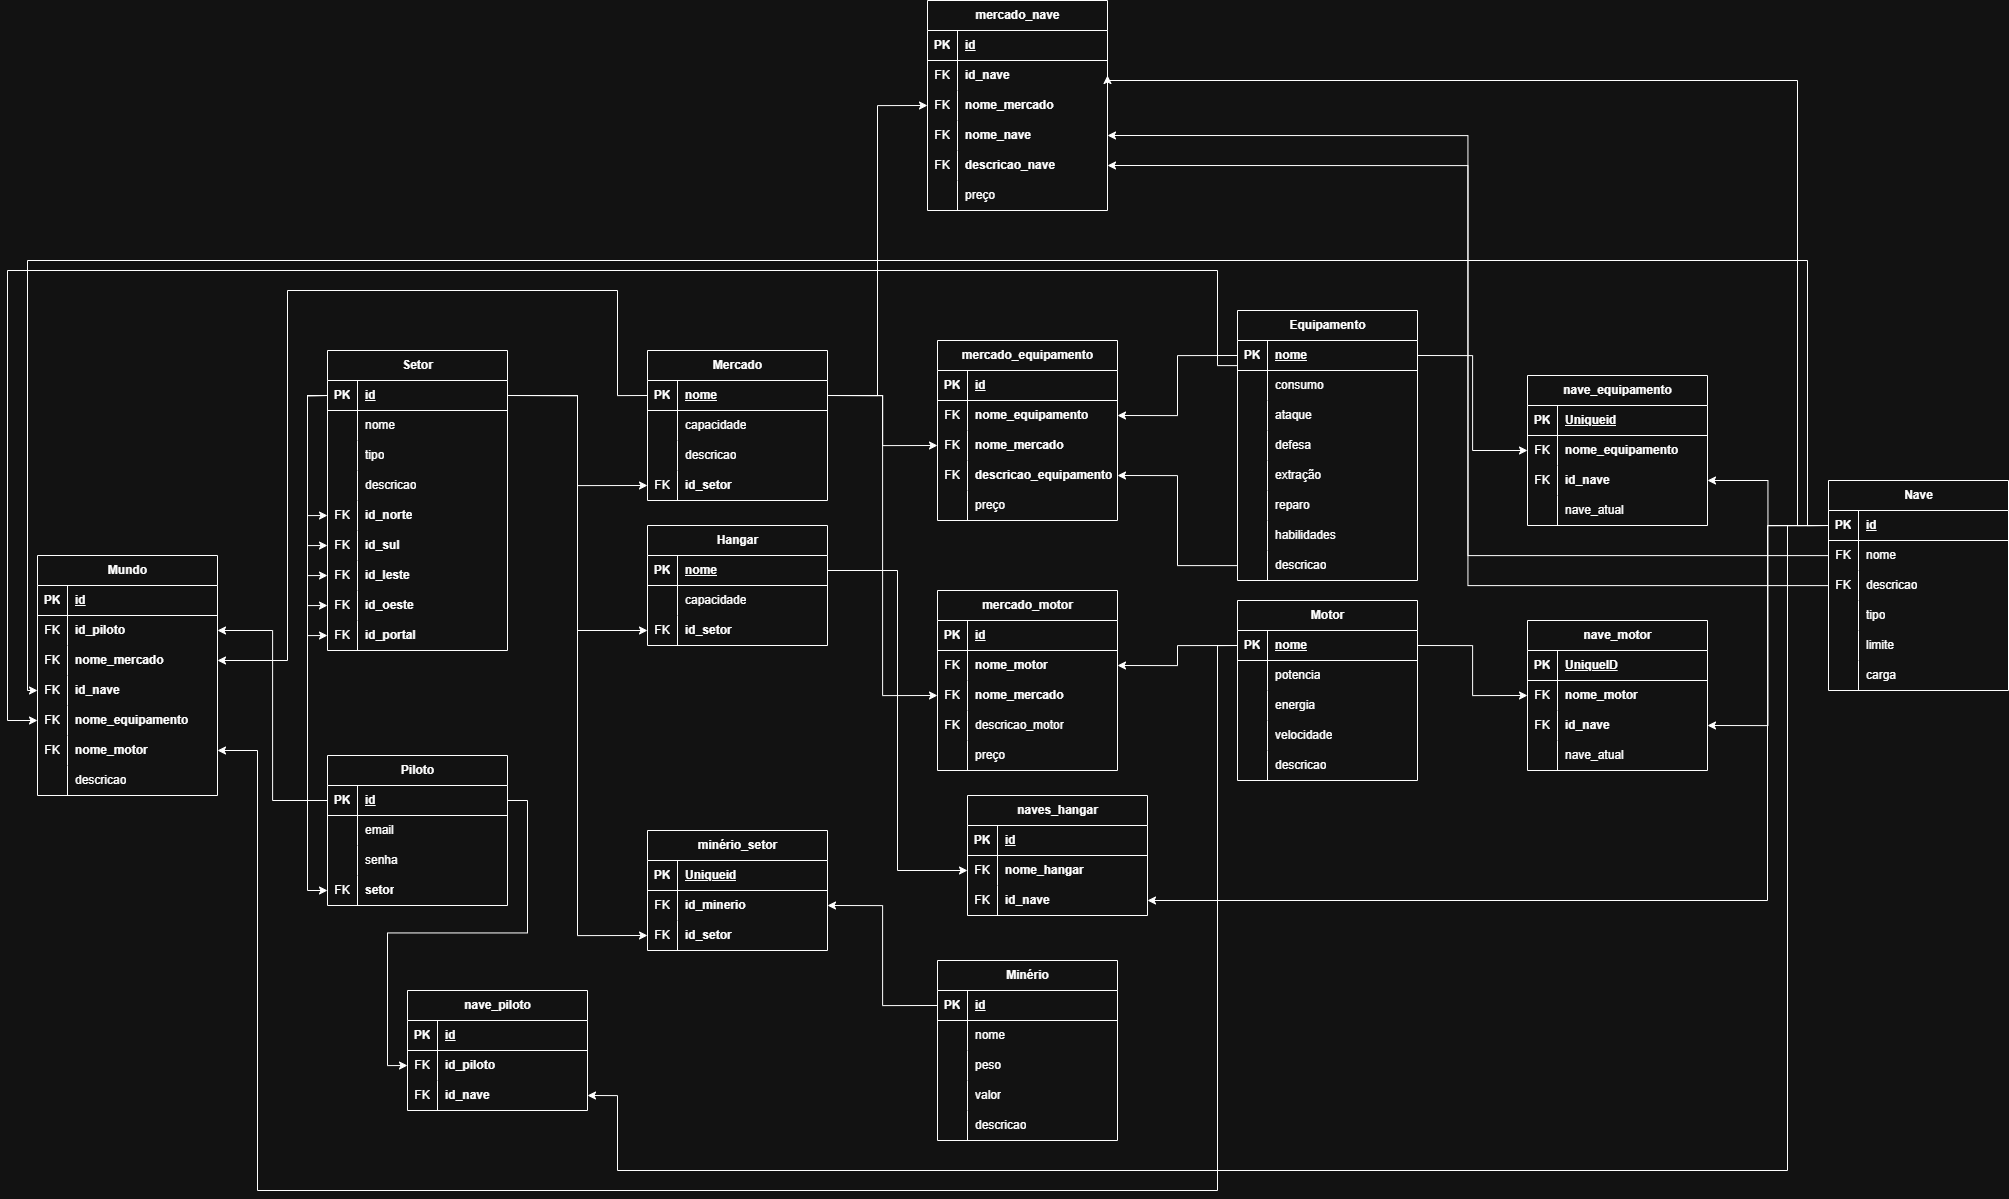 mercado_nave
PK id
FK id_nave
FK nome_mercado
FK nome_nave
FK descricao_nave
preço
Setor
PK id
nome
tipo
descricao
FK id_norte
FK id_sul
FK id_leste
FK id_oeste
FK id_portal
Mercado
PK nome
capacidade
descricao
FK id_setor
mercado_equipamento
PK id
FK nome_equipamento
FK nome_mercado
FK descricao_equipamento
preço
Equipamento
PK nome
consumo
ataque
defesa
extração
reparo
habilidades
descricao
nave_equipamento
PK Uniqueid
FK nome_equipamento
FK id_nave
nave_atual
Nave
PK id
FK nome
FK descricao
tipo
limite
carga
Hangar
PK nome
capacidade
FK id_setor
Mundo
PK id
FK id_piloto
FK nome_mercado
FK id_nave
FK nome_equipamento
FK nome_motor
descricao
mercado_motor
PK id
FK nome_motor
FK nome_mercado
FK descricao_motor
preço
Motor
PK nome
potencia
energia
velocidade
descricao
nave_motor
PK UniqueID
FK nome_motor
FK id_nave
nave_atual
Piloto
PK id
email
senha
FK setor
naves_hangar
PK id
FK nome_hangar
FK id_nave
minério_setor
PK Uniqueid
FK id_minerio
FK id_setor
Minério
PK id
nome
peso
valor
descricao
nave_piloto
PK id
FK id_piloto
FK id_nave